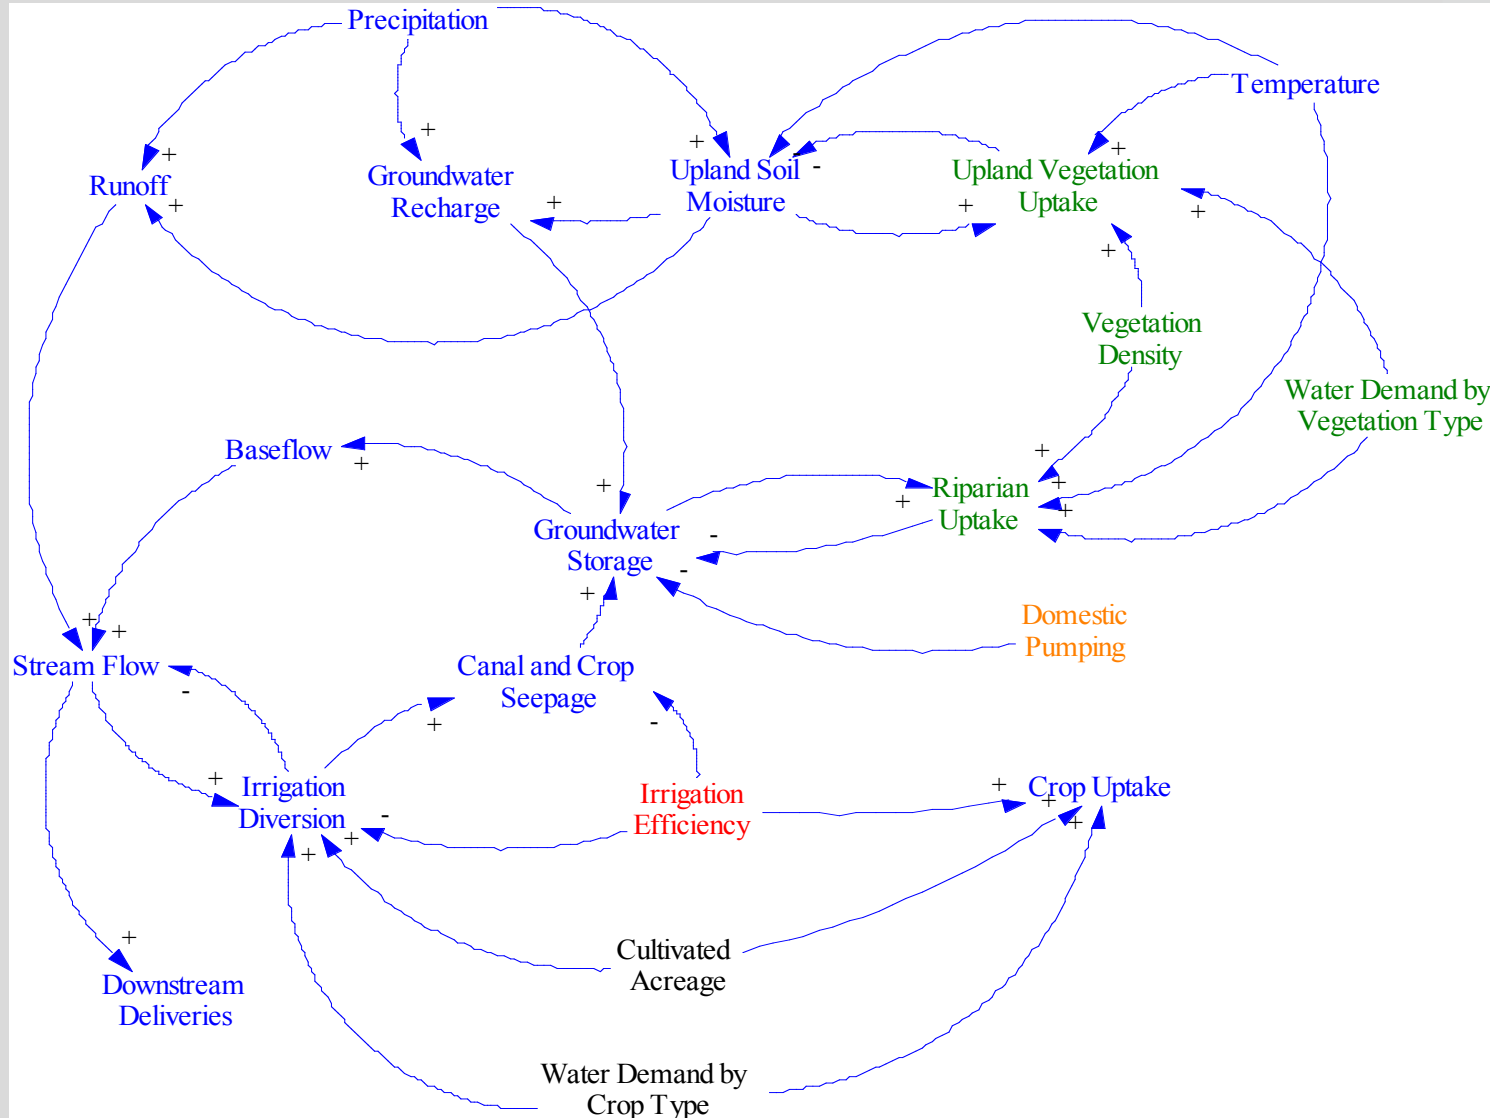 Precipitation
Temperature
+
+
+
+
-
-
Runoff
Groundwater
Recharge
Upland Soil
Moisture
Upland Vegetation
Uptake
+
+
+
+
+
Vegetation
Density
Water Demand by
Vegetation Type
Baseflow
+
+
+
+
Riparian
Uptake
+
+
Groundwater
Storage
-
-
+
Domestic
Pumping
+
+
Stream Flow
-
Canal and Crop
Seepage
+
-
+
Irrigation
Diversion
Irrigation
Efficiency
Crop Uptake
-
+
+
+
+
+
Cultivated
Acreage
+
Downstream
Deliveries
Water Demand by
Crop Type